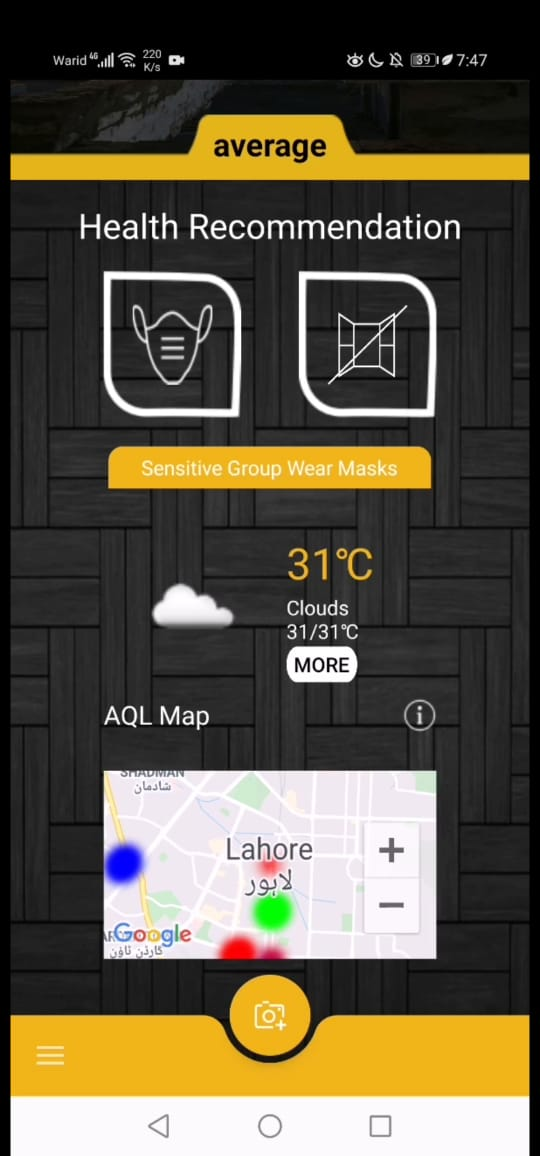 Warid 4G 220 K/s 39 7:47
average
Health Recommendation
Sensitive Group Wear Masks
31℃
Clouds
31/31℃
MORE
AQL Map
i
SHADMAN
شادمان
Lahore
لاہور
+
−
Google
گارڈن ٹاؤن